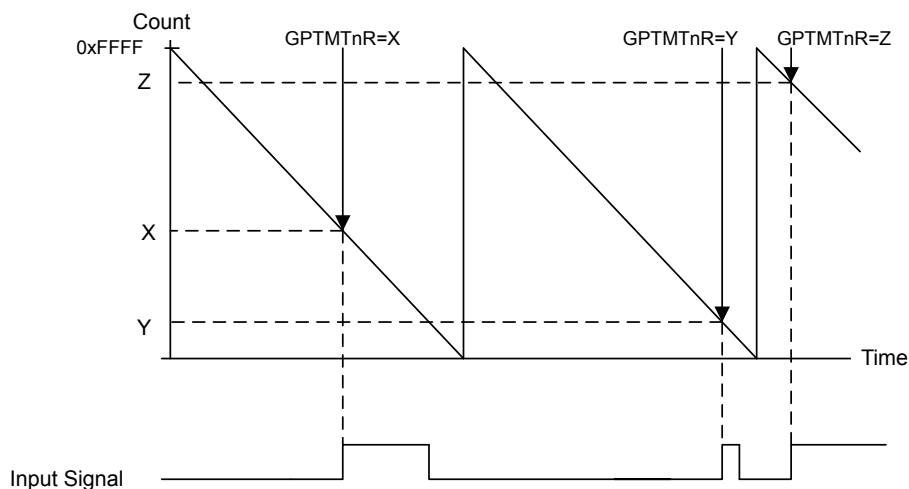 Count
0xFFFF
GPTMTnR=X
GPTMTnR=Y
GPTMTnR=Z
Z
X
Y
Time
Input Signal